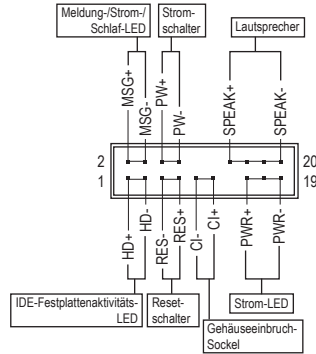 Meldung-/Strom-/
Schlaf-LED
Strom-
schalter
Lautsprecher
MSG+
MSG-
PW+
PW-
SPEAK+
SPEAK-
2
20
1
19
HD+
HD-
RES-
RES+
CI-
CI+
PWR+
PWR-
IDE-Festplattenaktivitäts-
LED
Reset-
schalter
Strom-LED
Gehäuseeinbruch-
Sockel